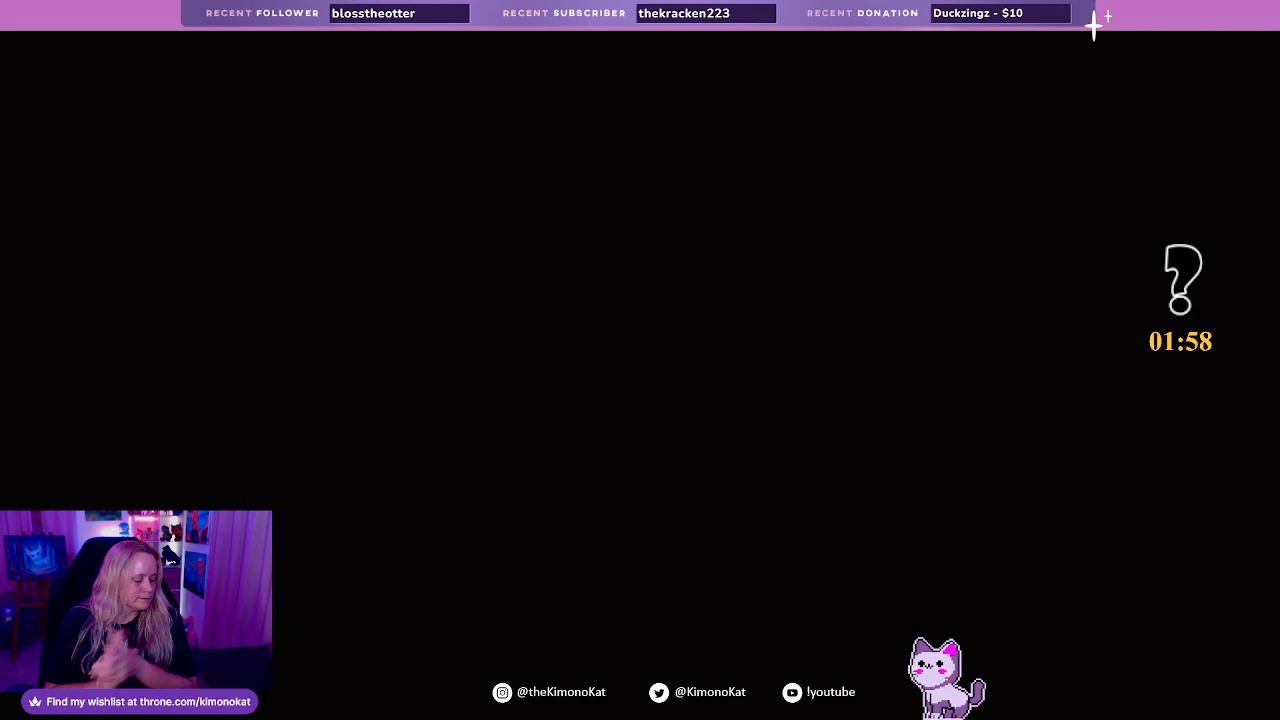 RECENT FOLLOWER blosstheotter RECENT SUBSCRIBER thekracken223 RECENT DONATION Duckzingz - $10
?
01:58
Find my wishlist at throne.com/kimonokat
@theKimonoKat @KimonoKat !youtube